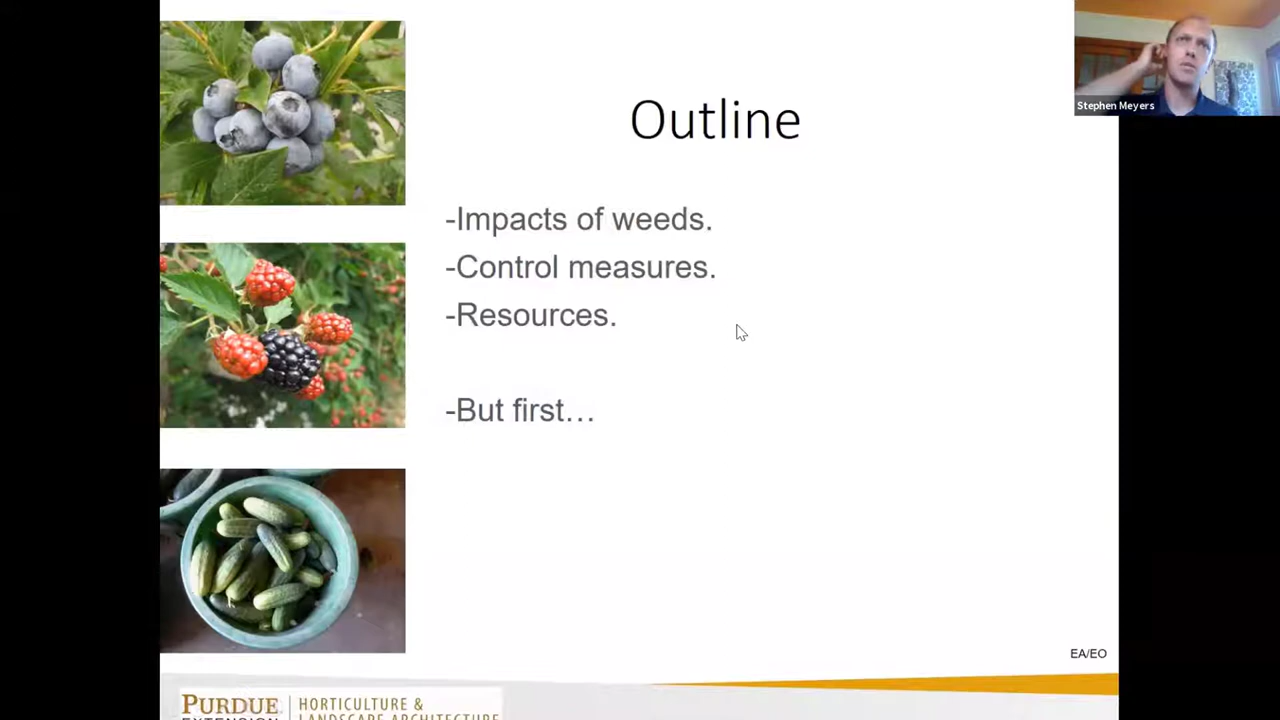 Stephen Meyers
Outline
-Impacts of weeds.
-Control measures.
-Resources.
-But first…
EA/EO
PURDUE
EXTENSION
HORTICULTURE &
LANDSCAPE ARCHITECTURE